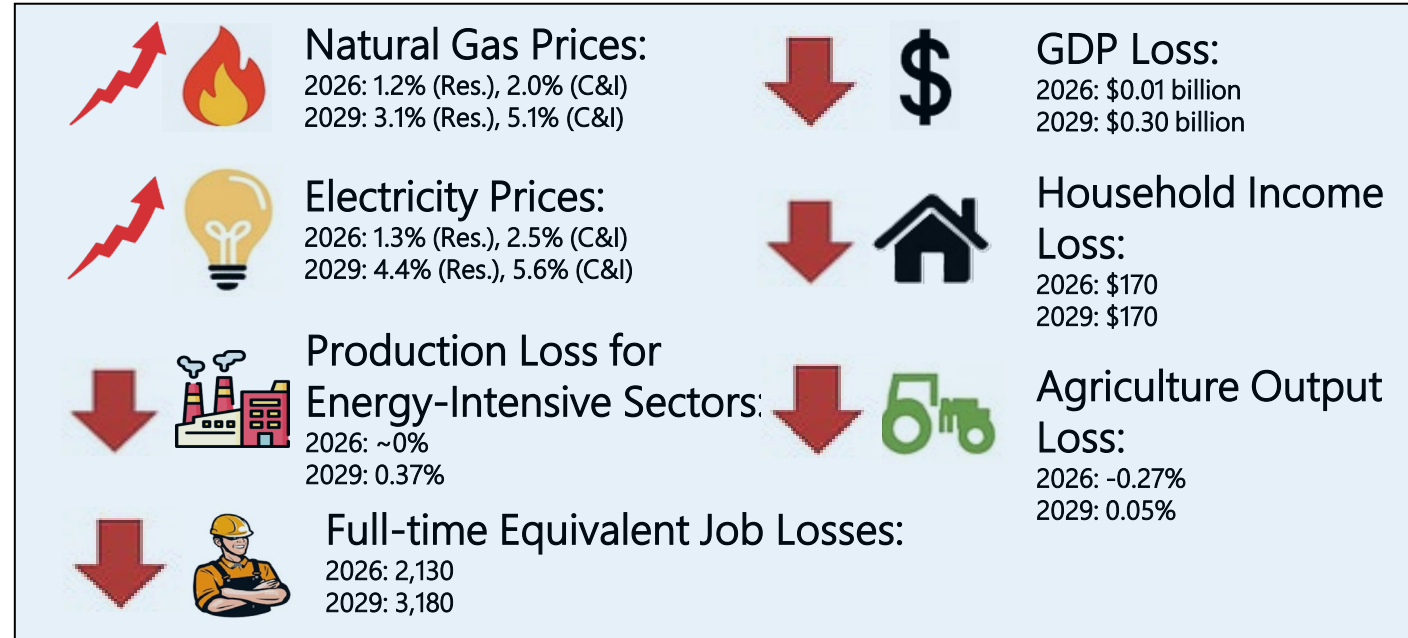 Natural Gas Prices:
2026: 1.2% (Res.), 2.0% (C&I)
2029: 3.1% (Res.), 5.1% (C&I)
Electricity Prices:
2026: 1.3% (Res.), 2.5% (C&I)
2029: 4.4% (Res.), 5.6% (C&I)
Production Loss for
Energy-Intensive Sectors:
2026: ~0%
2029: 0.37%
Full-time Equivalent Job Losses:
2026: 2,130
2029: 3,180
$
GDP Loss:
2026: $0.01 billion
2029: $0.30 billion
Household Income
Loss:
2026: $170
2029: $170
Agriculture Output
Loss:
2026: -0.27%
2029: 0.05%